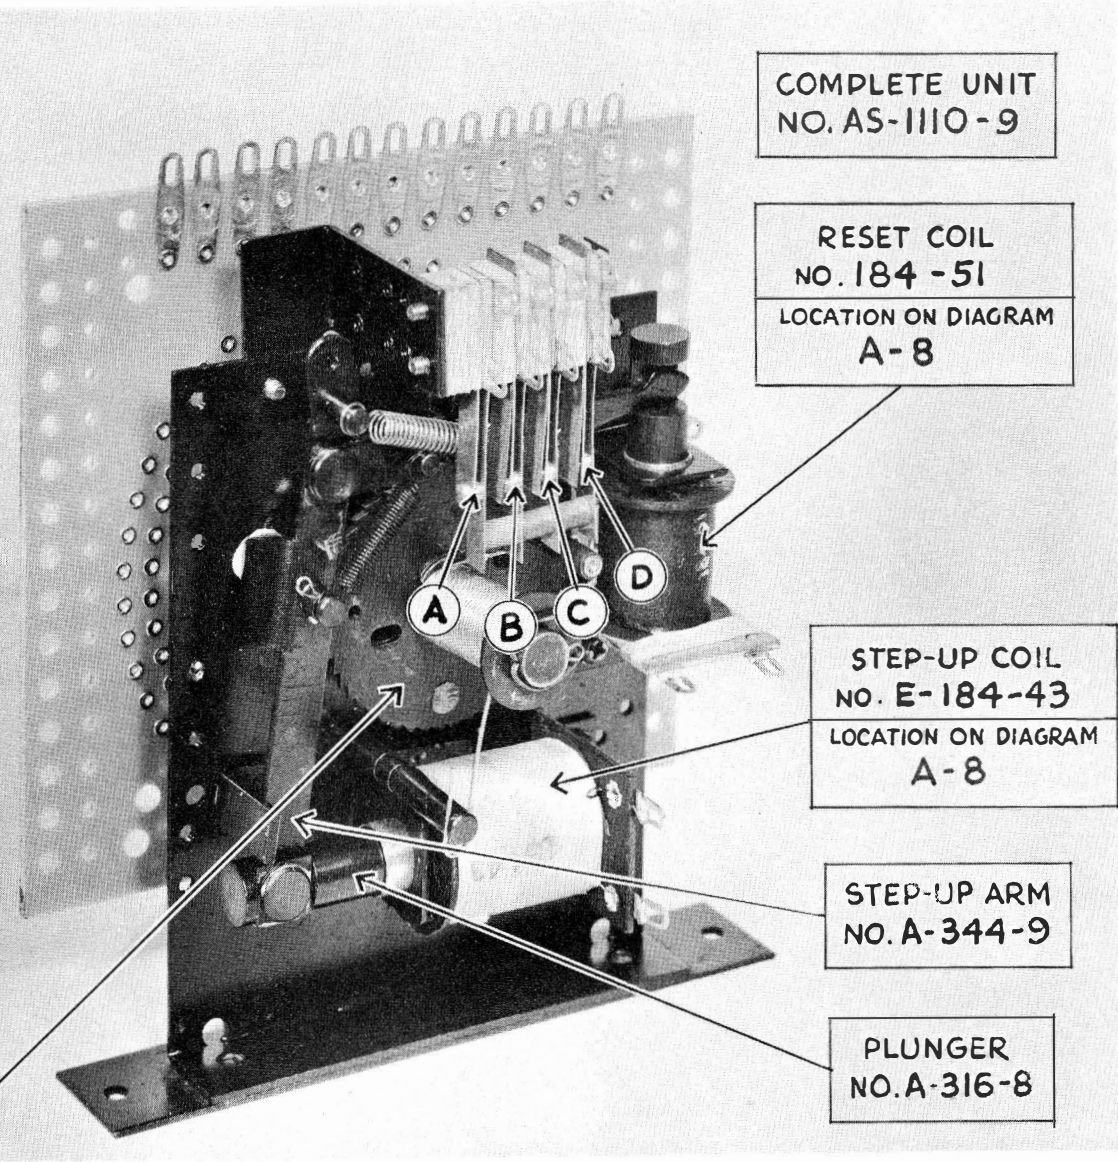 COMPLETE UNIT
NO. AS-1110-9
RESET COIL
NO. 184-51
LOCATION ON DIAGRAM
A-8
A
B
C
D
STEP-UP COIL
NO. E-184-43
LOCATION ON DIAGRAM
A-8
STEP-UP ARM
NO. A-344-9
PLUNGER
NO. A-316-8